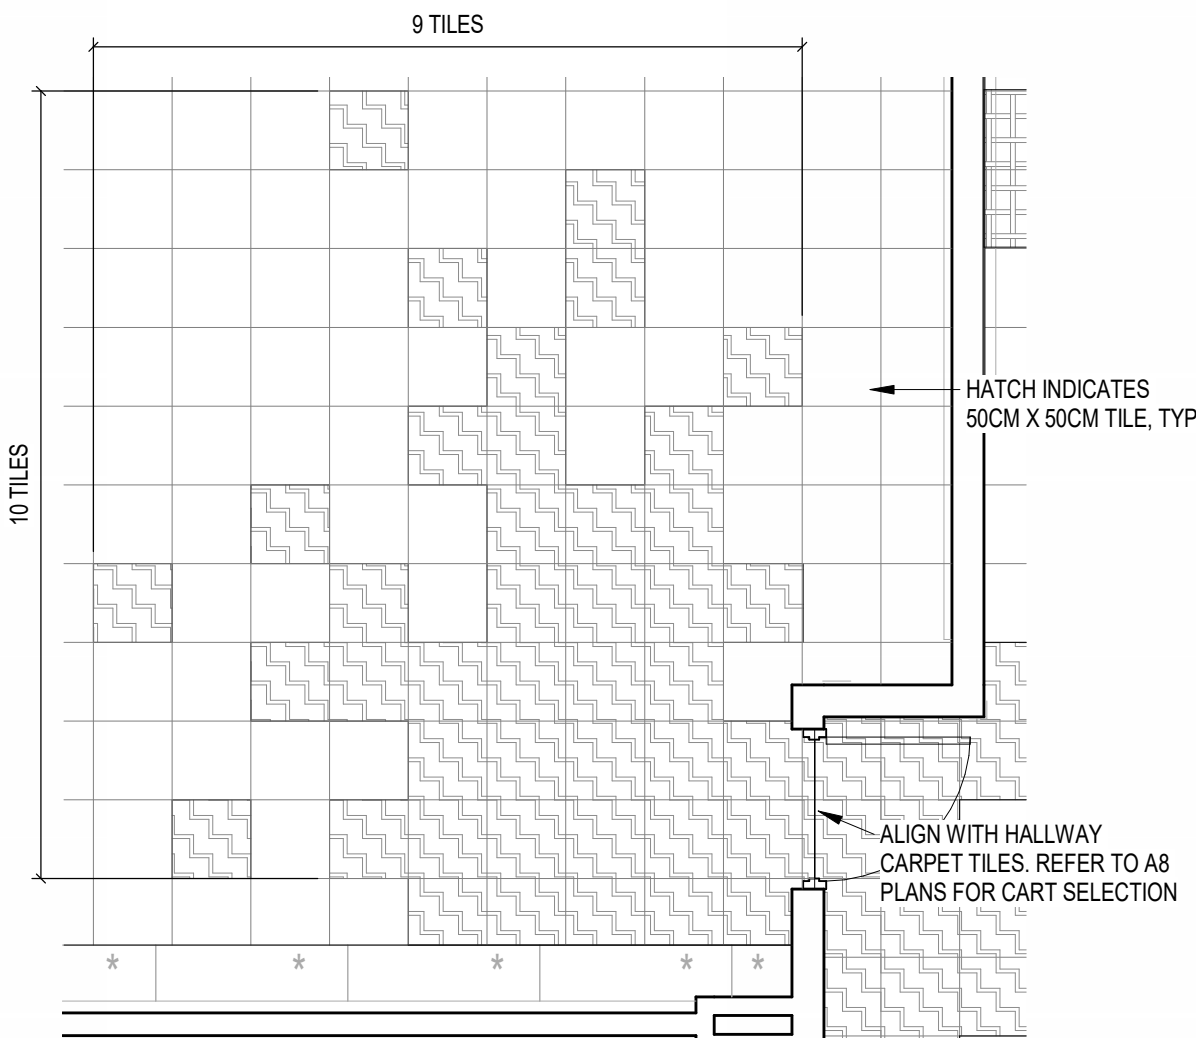 9 TILES
10 TILES
HATCH INDICATES
50CM X 50CM TILE, TYP
ALIGN WITH HALLWAY
CARPET TILES. REFER TO A8
PLANS FOR CART SELECTION
* * * * *